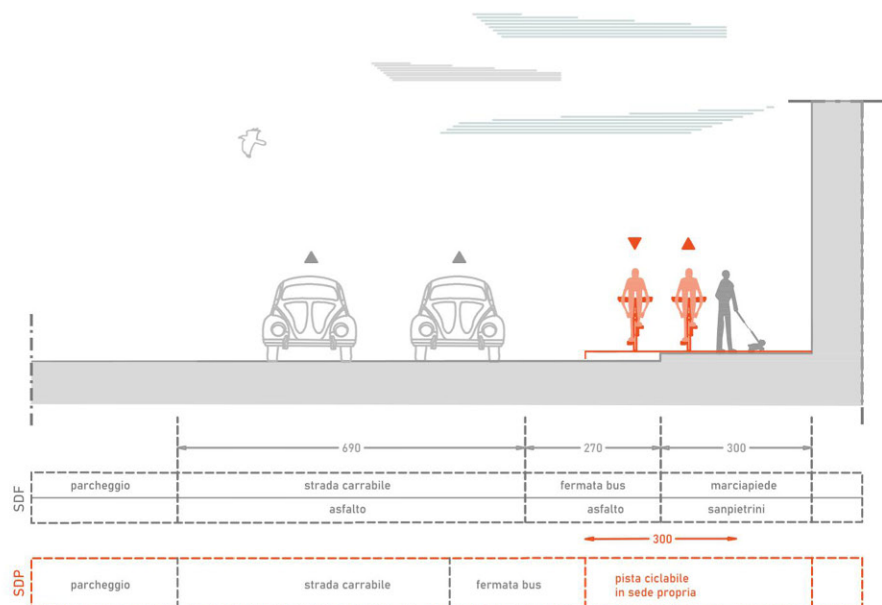 690
270
300
SDF
parcheggio
strada carrabile
fermata bus
marciapiede
asfalto
asfalto
sanpietrini
300
SDP
parcheggio
strada carrabile
fermata bus
pista ciclabile
in sede propria